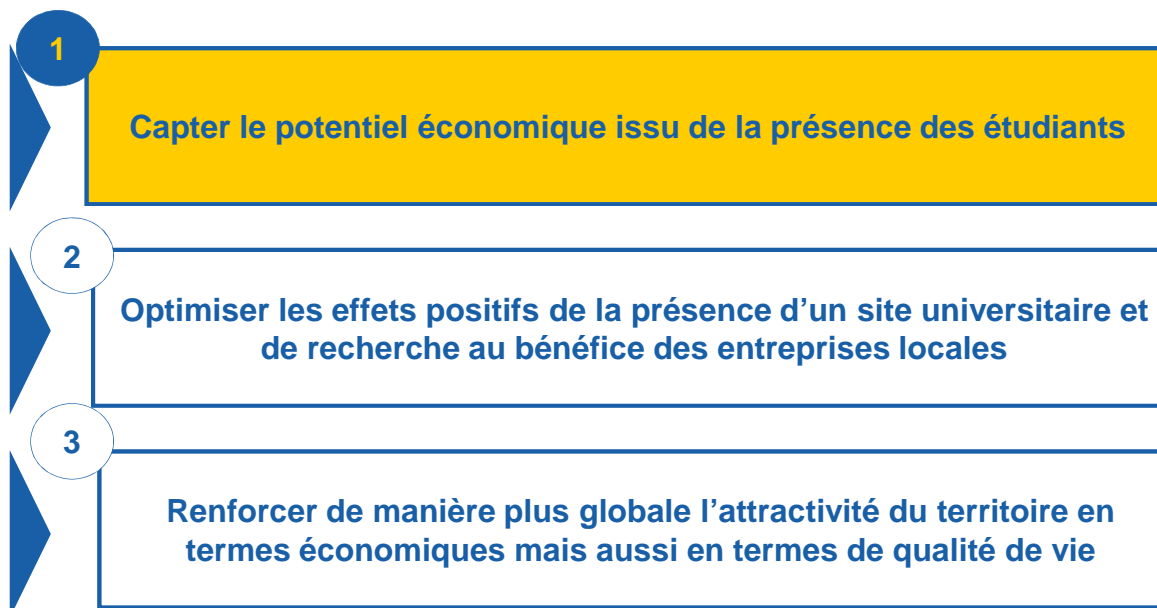 1
Capter le potentiel économique issu de la présence des étudiants
2
Optimiser les effets positifs de la présence d’un site universitaire et
de recherche au bénéfice des entreprises locales
3
Renforcer de manière plus globale l’attractivité du territoire en
termes économiques mais aussi en termes de qualité de vie